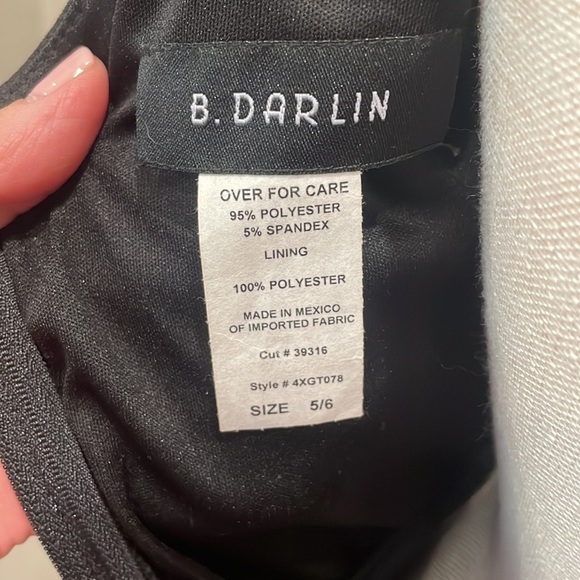 B. DARLIN
OVER FOR CARE
95% POLYESTER
5% SPANDEX
LINING
100% POLYESTER
MADE IN MEXICO
OF IMPORTED FABRIC
Cut # 39316
Style # 4XGT078
SIZE 5/6